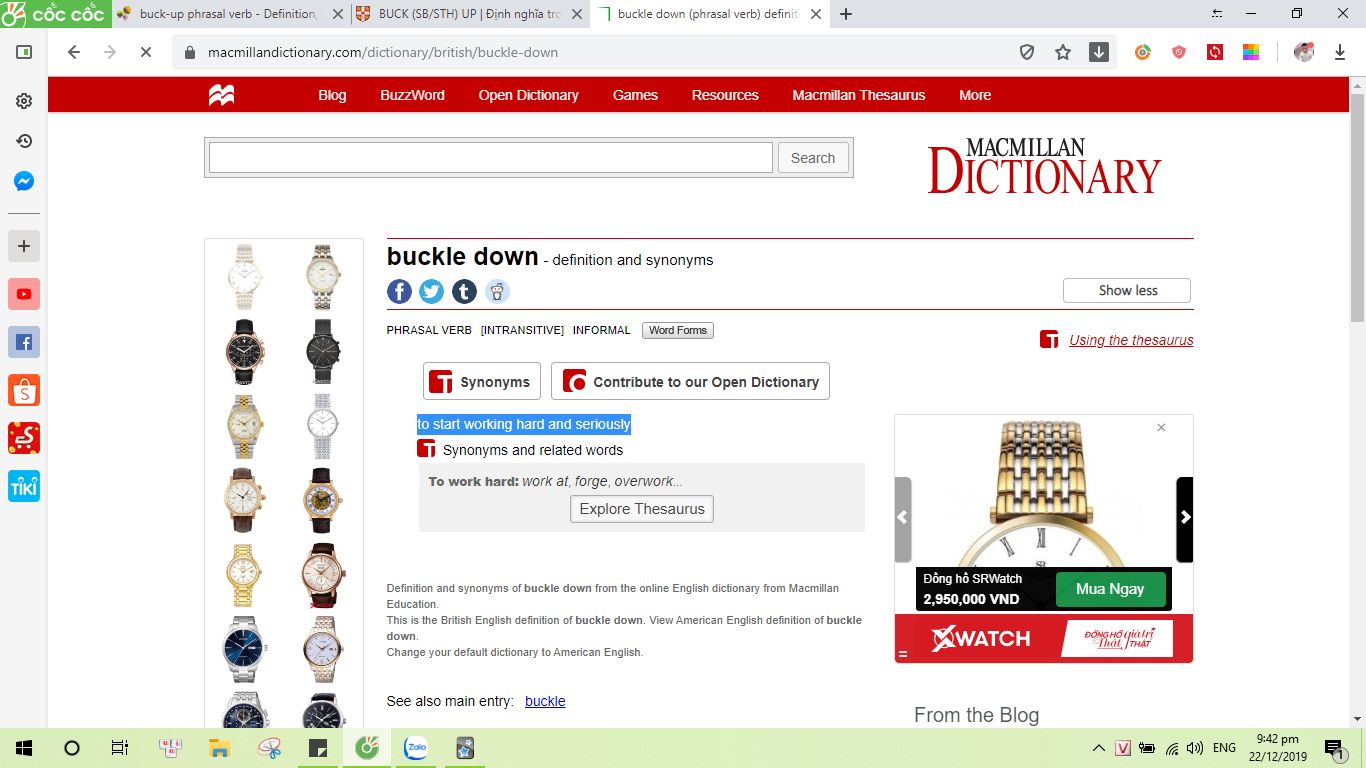 cốc cốc
buck-up phrasal verb - Definition,
BUCK (SB/STH) UP | Định nghĩa tro
buckle down (phrasal verb) definiti
macmillandictionary.com/dictionary/british/buckle-down
Blog BuzzWord Open Dictionary Games Resources Macmillan Thesaurus More
Search
MACMILLAN
DICTIONARY
buckle down - definition and synonyms
Show less
PHRASAL VERB [INTRANSITIVE] INFORMAL Word Forms
Using the thesaurus
Synonyms
Contribute to our Open Dictionary
to start working hard and seriously
Synonyms and related words
To work hard: work at, forge, overwork...
Explore Thesaurus
Definition and synonyms of buckle down from the online English dictionary from Macmillan
Education.
This is the British English definition of buckle down. View American English definition of buckle
down.
Change your default dictionary to American English.
See also main entry: buckle
Đồng hồ SRWatch
2,950,000 VND
Mua Ngay
XWATCH
ĐỒNG HỒ giá trị
Thật THẬT
From the Blog
TIKI
Zalo
ENG
9:42 pm
22/12/2019
1